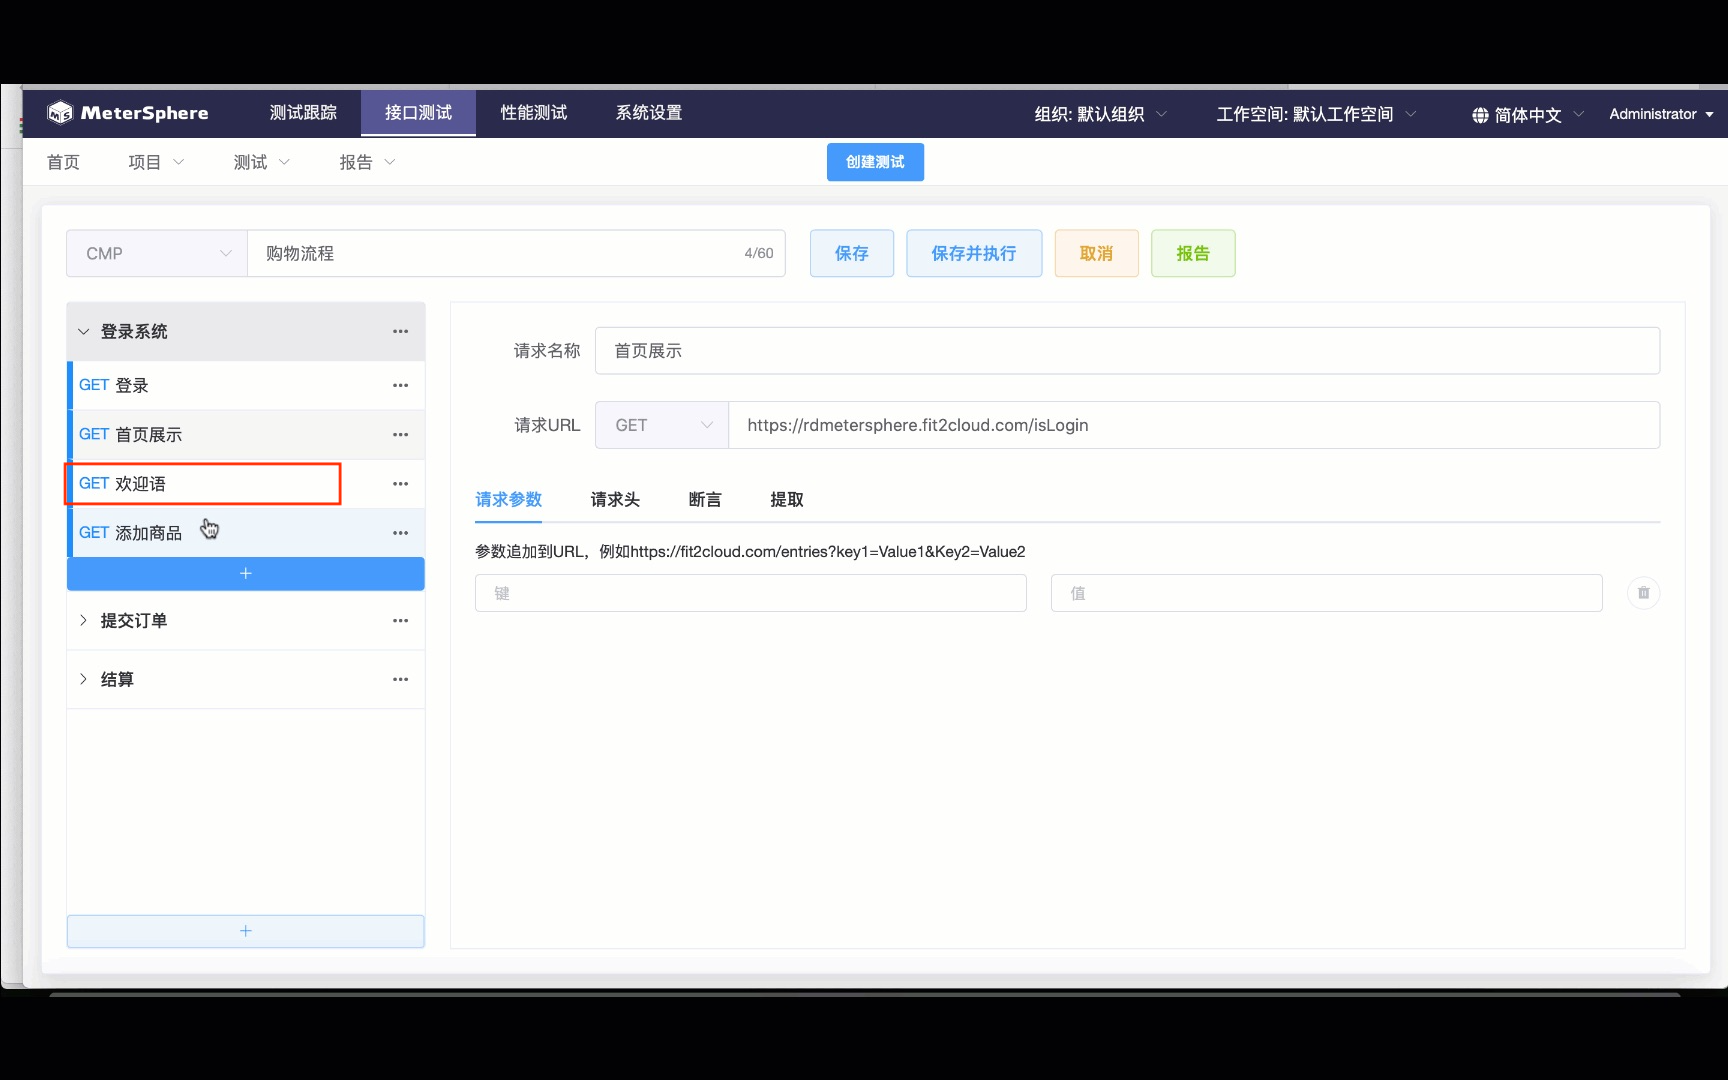 MeterSphere 测试跟踪 接口测试 性能测试 系统设置 组织: 默认组织 工作空间: 默认工作空间 简体中文 Administrator
首页 项目 测试 报告 创建测试
CMP 购物流程 4/60 保存 保存并执行 取消 报告
登录系统
GET 登录
GET 首页展示
GET 欢迎语
GET 添加商品
+
提交订单
结算
+
请求名称 首页展示
请求URL GET https://rdmetersphere.fit2cloud.com/isLogin
请求参数 请求头 断言 提取
参数追加到URL，例如https://fit2cloud.com/entries?key1=Value1&Key2=Value2
键 值